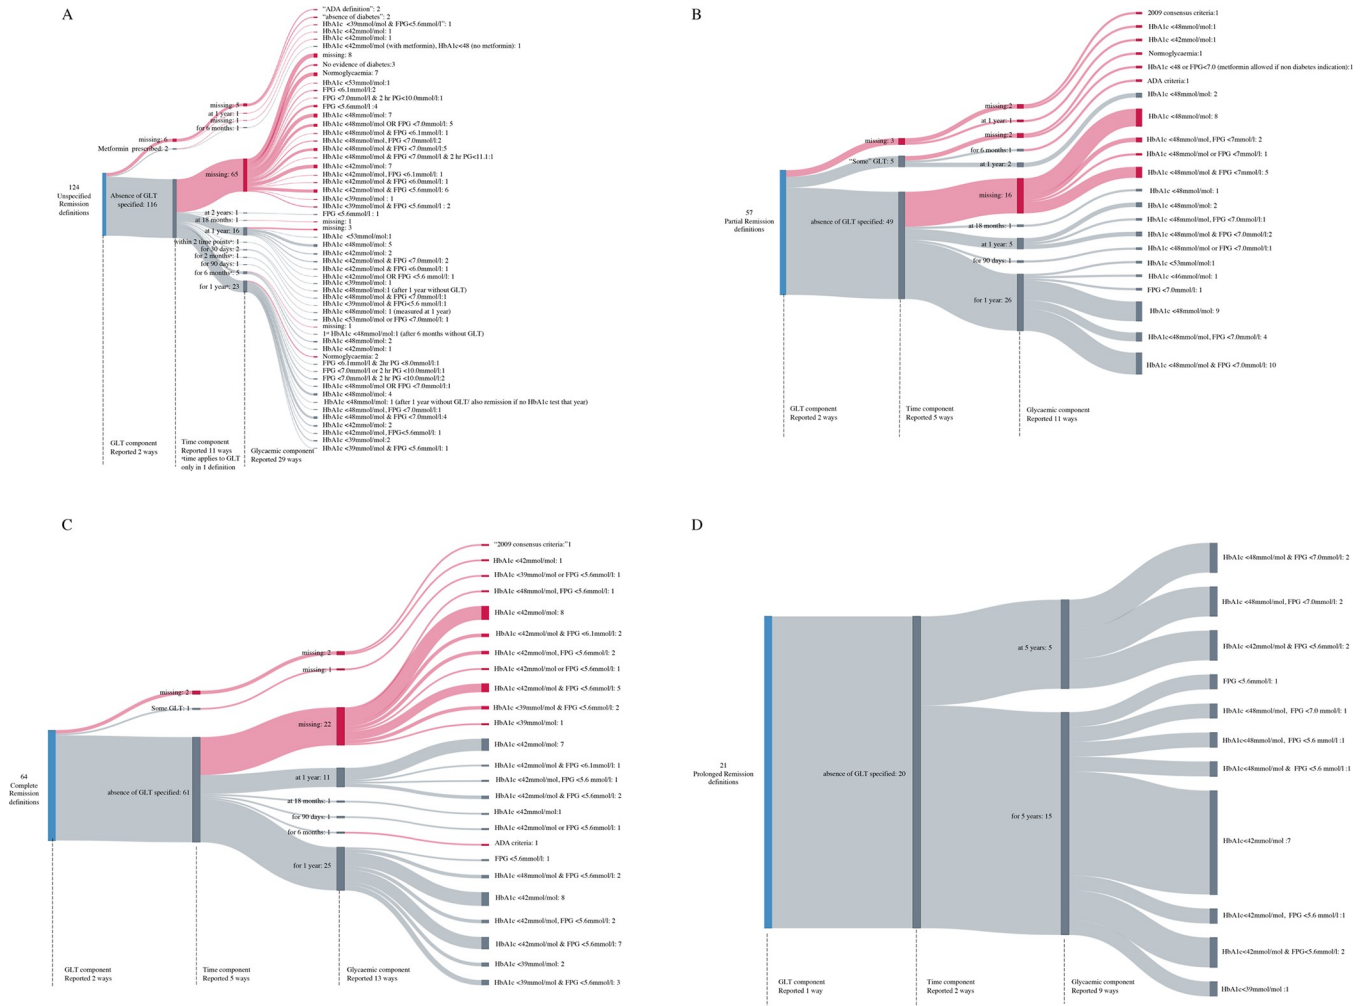 A
124
Unspecified
Remission
definitions
missing: 6
Metformin prescribed: 2
Absence of GLT
specified: 116
missing: 5
at 1 year: 1
missing: 1
for 6 months: 1
missing: 65
at 2 years: 1
at 18 months: 1
at 1 year: 16
within 2 time pointsª: 1
for 30 days: 2
for 2 monthsª: 1
for 90 days: 1
for 6 monthsª: 5
for 1 yearª: 23
"ADA definition": 2
"absence of diabetes": 2
HbA1c <39mmol/mol & FPG<5.6mmol/l": 1
HbA1c <42mmol/mol: 1
HbA1c <42mmol/mol: 1
HbA1c <42mmol/mol (with metformin), HbA1c<48 (no metformin): 1
missing: 8
No evidence of diabetes:3
Normoglycaemia: 7
HbA1c <53mmol/mol: 1
FPG <6.1mmol/l:2
FPG <7.0mmol/l & 2 hr PG<10.0mmol/l: 1
FPG <5.6mmol/l :4
HbA1c <48mmol/mol: 7
HbA1c <48mmol/mol OR FPG <7.0mmol/l: 5
HbA1c <48mmol/mol & FPG <6.1mmol/l: 1
HbA1c <48mmol/mol, FPG <7.0mmol/l:2
HbA1c <48mmol/mol & FPG <7.0mmol/l:5
HbA1c <48mmol/mol & FPG <7.0mmol/l & 2 hr PG<11.1:1
HbA1c <42mmol/mol: 7
HbA1c <42mmol/mol, FPG <6.1mmol/l: 1
HbA1c <42mmol/mol & FPG <6.0mmol/l: 1
HbA1c <42mmol/mol & FPG <5.6mmol/l: 6
HbA1c <39mmol/mol : 1
HbA1c <39mmol/mol & FPG <5.6mmol/l : 2
FPG <5.6mmol/l : 1
missing: 1
missing: 3
HbA1c <53mmol/mol:1
HbA1c <48mmol/mol: 5
HbA1c <42mmol/mol: 2
HbA1c <48mmol/mol & FPG <7.0mmol/l: 2
HbA1c <42mmol/mol & FPG <6.0mmol/l: 1
HbA1c <42mmol/mol OR FPG <5.6 mmol/l: 1
HbA1c <39mmol/mol: 1
HbA1c <48mmol/mol:1 (after 1 year without GLT)
HbA1c <48mmol/mol & FPG <7.0mmol/l:1
HbA1c <39mmol/mol & FPG <5.6 mmol/l:1
HbA1c <48mmol/mol: 1 (measured at 1 year)
HbA1c <53mmol/mol or FPG <7.0mmol/l: 1
missing: 1
1ˢᵗ HbA1c <48mmol/mol:1 (after 6 months without GLT)
HbA1c <48mmol/mol: 2
HbA1c <42mmol/mol: 1
Normoglycaemia: 2
FPG <6.1mmol/l & 2hr PG <8.0mmol/l:1
FPG <7.0mmol/l or 2 hr PG <10.0mmol/l:1
FPG <7.0mmol/l & 2 hr PG <10.0mmol/l:2
HbA1c <48mmol/mol OR FPG <7.0mmol/l:1
HbA1c <48mmol/mol: 4
HbA1c <48mmol/mol: 1 (after 1 year without GLT/ also remission if no HbA1c test that year)
HbA1c <48mmol/mol, FPG <7.0mmol/l:1
HbA1c <48mmol/mol & FPG <7.0mmol/l:4
HbA1c <42mmol/mol: 2
HbA1c <42mmol/mol, FPG<5.6mmol/l: 1
HbA1c <39mmol/mol:2
HbA1c <39mmol/mol & FPG <5.6mmol/l: 1
GLT component
Reported 2 ways
Time component
Reported 11 ways
ªtime applies to GLT
only in 1 definition
Glycaemic component
Reported 29 ways
B
57
Partial Remission
definitions
missing: 3
"Some" GLT: 5
absence of GLT specified: 49
missing:2
at 1 year: 1
missing:2
for 6 months:1
at 1 year: 2
missing: 16
at 18 months:1
at 1 year: 5
for 90 days: 1
for 1 year: 26
2009 consensus criteria:1
HbA1c <48mmol/mol:1
HbA1c <42mmol/mol:1
Normoglycaemia:1
HbA1c <48 or FPG<7.0 (metformin allowed if non diabetes indication):1
ADA criteria:1
HbA1c <48mmol/mol: 2
HbA1c <48mmol/mol: 8
HbA1c <48mmol/mol, FPG <7mmol/l: 2
HbA1c <48mmol/mol or FPG <7mmol/l: 1
HbA1c <48mmol/mol & FPG <7mmol/l: 5
HbA1c <48mmol/mol: 1
HbA1c <48mmol/mol: 2
HbA1c <48mmol/mol, FPG <7.0mmol/l:1
HbA1c <48mmol/mol & FPG <7.0mmol/l:2
HbA1c <48mmol/mol or FPG <7.0mmol/l:1
HbA1c <53mmol/mol:1
HbA1c <46mmol/mol: 1
FPG <7.0mmol/l: 1
HbA1c <48mmol/mol: 9
HbA1c<48mmol/mol, FPG <7.0mmol/l: 4
HbA1c <48mmol/mol & FPG <7.0mmol/l: 10
GLT component
Reported 2 ways
Time component
Reported 5 ways
Glycaemic component
Reported 11 ways
C
64
Complete
Remission
definitions
missing: 2
Some GLT: 1
absence of GLT specified: 61
missing: 2
missing: 1
missing: 22
at 1 year: 11
at 18 months: 1
for 90 days: 1
for 6 months: 1
for 1 year: 25
"2009 consensus criteria:"1
HbA1c <42mmol/mol: 1
HbA1c <39mmol/mol or FPG <5.6mmol/l: 1
HbA1c <48mmol/mol, FPG <5.6mmol/l: 1
HbA1c <42mmol/mol: 8
HbA1c <42mmol/mol & FPG <6.1mmol/l: 2
HbA1c <42mmol/mol, FPG <5.6mmol/l: 2
HbA1c <42mmol/mol or FPG <5.6mmol/l: 1
HbA1c <42mmol/mol & FPG <5.6mmol/l: 5
HbA1c <39mmol/mol & FPG <5.6mmol/l: 2
HbA1c <39mmol/mol: 1
HbA1c <42mmol/mol: 7
HbA1c <42mmol/mol & FPG <6.1mmol/l: 1
HbA1c <42mmol/mol, FPG <5.6 mmol/l: 1
HbA1c <42mmol/mol & FPG <5.6mmol/l: 2
HbA1c <42mmol/mol:1
HbA1c <42mmol/mol or FPG <5.6mmol/l: 1
ADA criteria: 1
FPG <5.6mmol/l: 1
HbA1c <48mmol/mol & FPG <5.6mmol/l: 2
HbA1c <42mmol/mol: 8
HbA1c <42mmol/mol, FPG <5.6mmol/l: 2
HbA1c <42mmol/mol & FPG <5.6mmol/l: 7
HbA1c <39mmol/mol: 2
HbA1c <39mmol/mol & FPG <5.6mmol/l: 3
GLT component
Reported 2 ways
Time component
Reported 5 ways
Glycaemic component
Reported 13 ways
D
21
Prolonged Remission
definitions
absence of GLT specified: 20
at 5 years: 5
for 5 years: 15
HbA1c <48mmol/mol & FPG <7.0mmol/l: 2
HbA1c <48mmol/mol, FPG <7.0mmol/l: 2
HbA1c <42mmol/mol & FPG <5.6mmol/l: 2
FPG <5.6mmol/l: 1
HbA1c <48mmol/mol, FPG <7.0 mmol/l: 1
HbA1c<48mmol/mol, FPG <5.6 mmol/l :1
HbA1c<48mmol/mol & FPG <5.6 mmol/l :1
HbA1c<42mmol/mol :7
HbA1c<42mmol/mol, FPG <5.6 mmol/l :1
HbA1c<42mmol/mol & FPG<5.6mmol/l: 2
HbA1c<39mmol/mol :1
GLT component
Reported 1 way
Time component
Reported 2 ways
Glycaemic component
Reported 9 ways